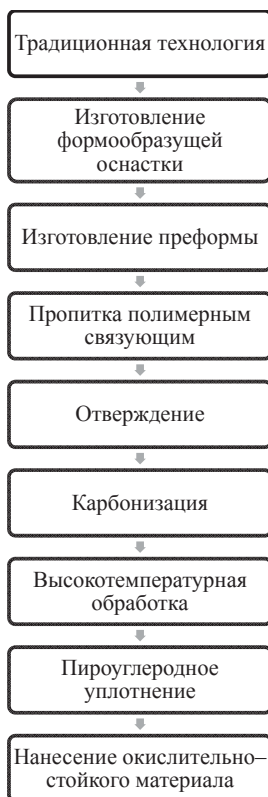 Традиционная технология
Изготовление
формообразущей
оснастки
Изготовление преформы
Пропитка полимерным
связующим
Отверждение
Карбонизация
Высокотемпературная
обработка
Пироуглеродное
уплотнение
Нанесение окислительно–
стойкого материала